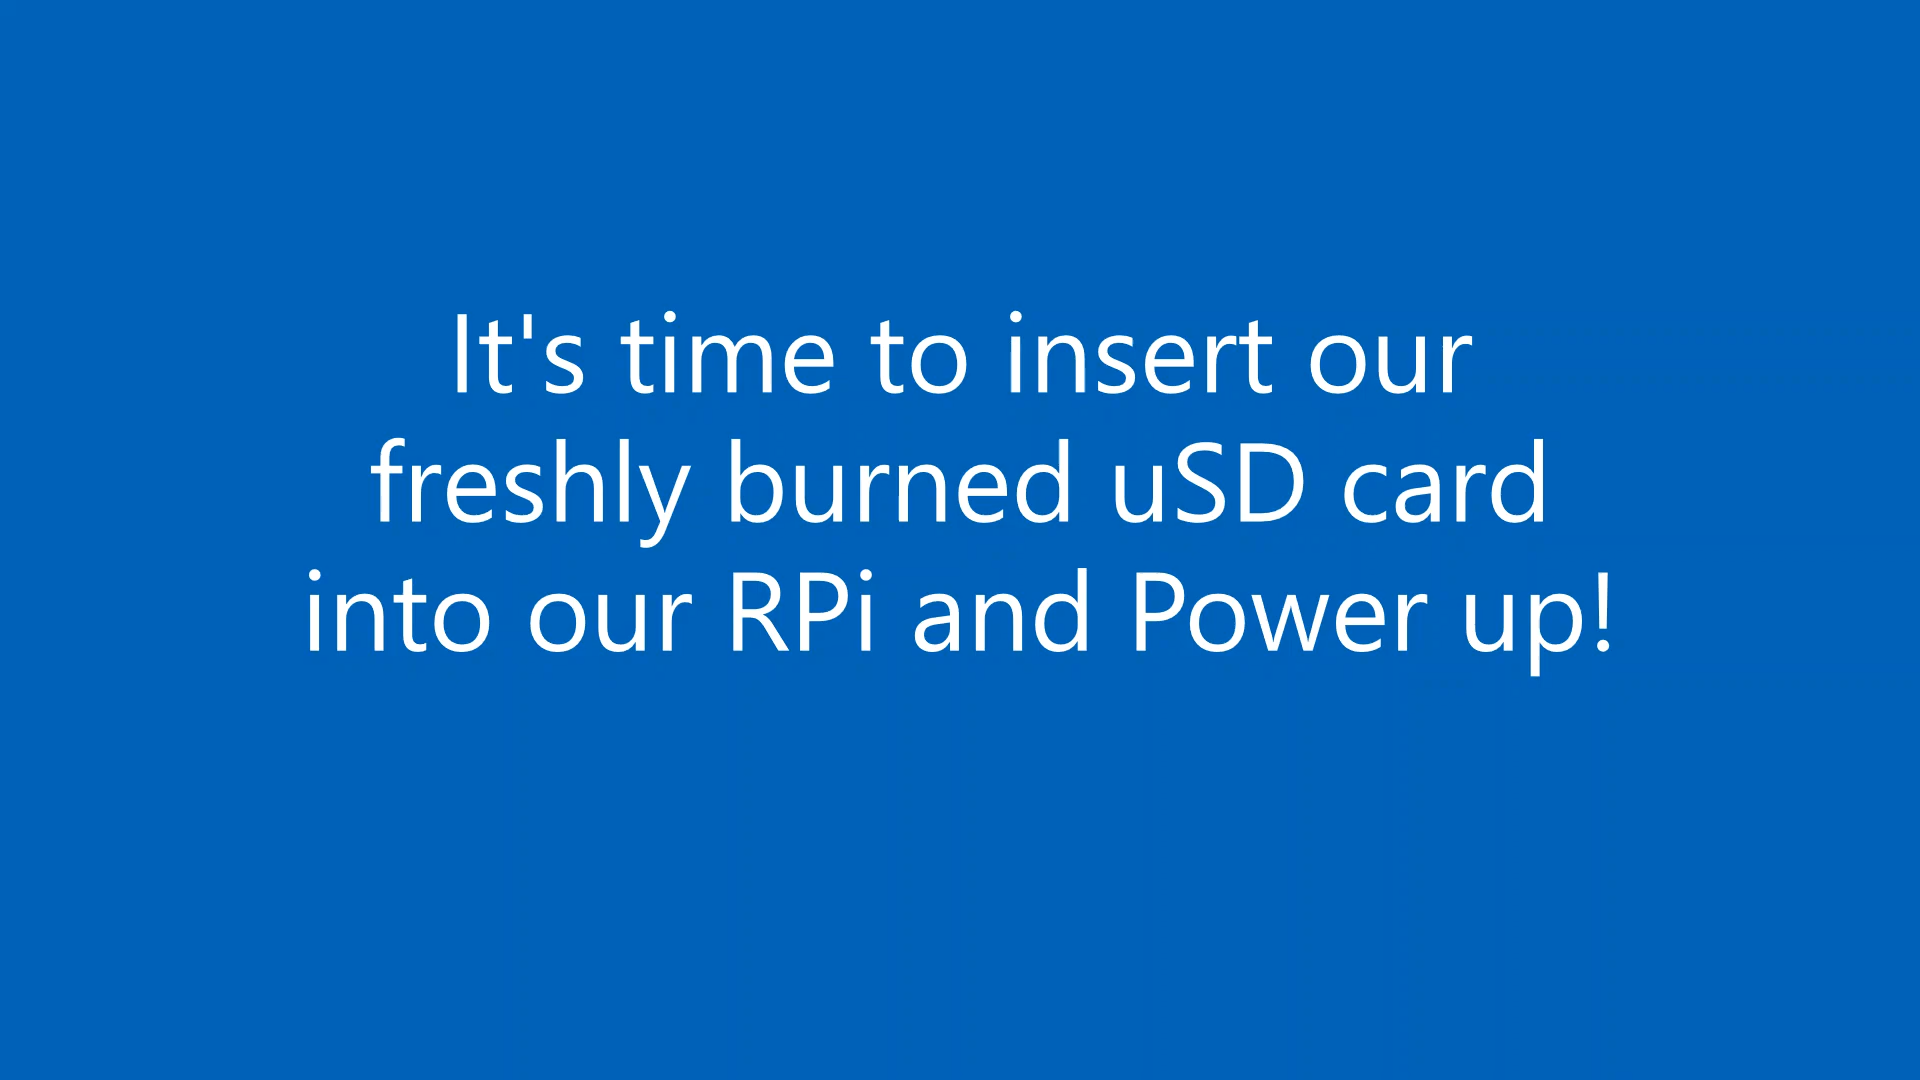 It's time to insert our
freshly burned uSD card
into our RPi and Power up!